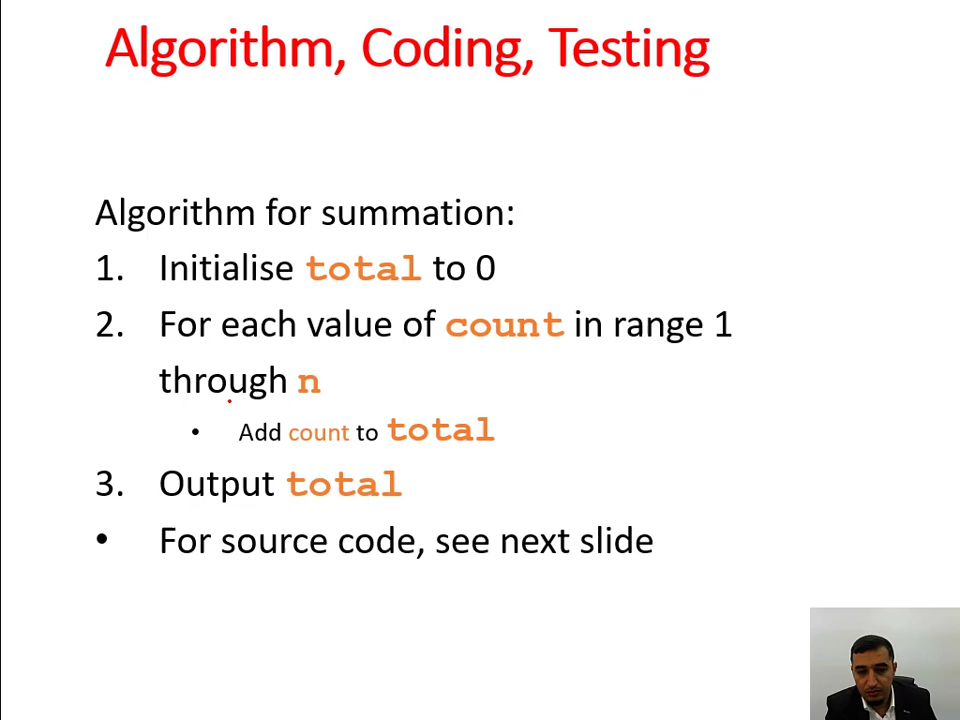 Algorithm, Coding, Testing
Algorithm for summation:
1. Initialise total to 0
2. For each value of count in range 1
through n
• Add count to total
3. Output total
• For source code, see next slide